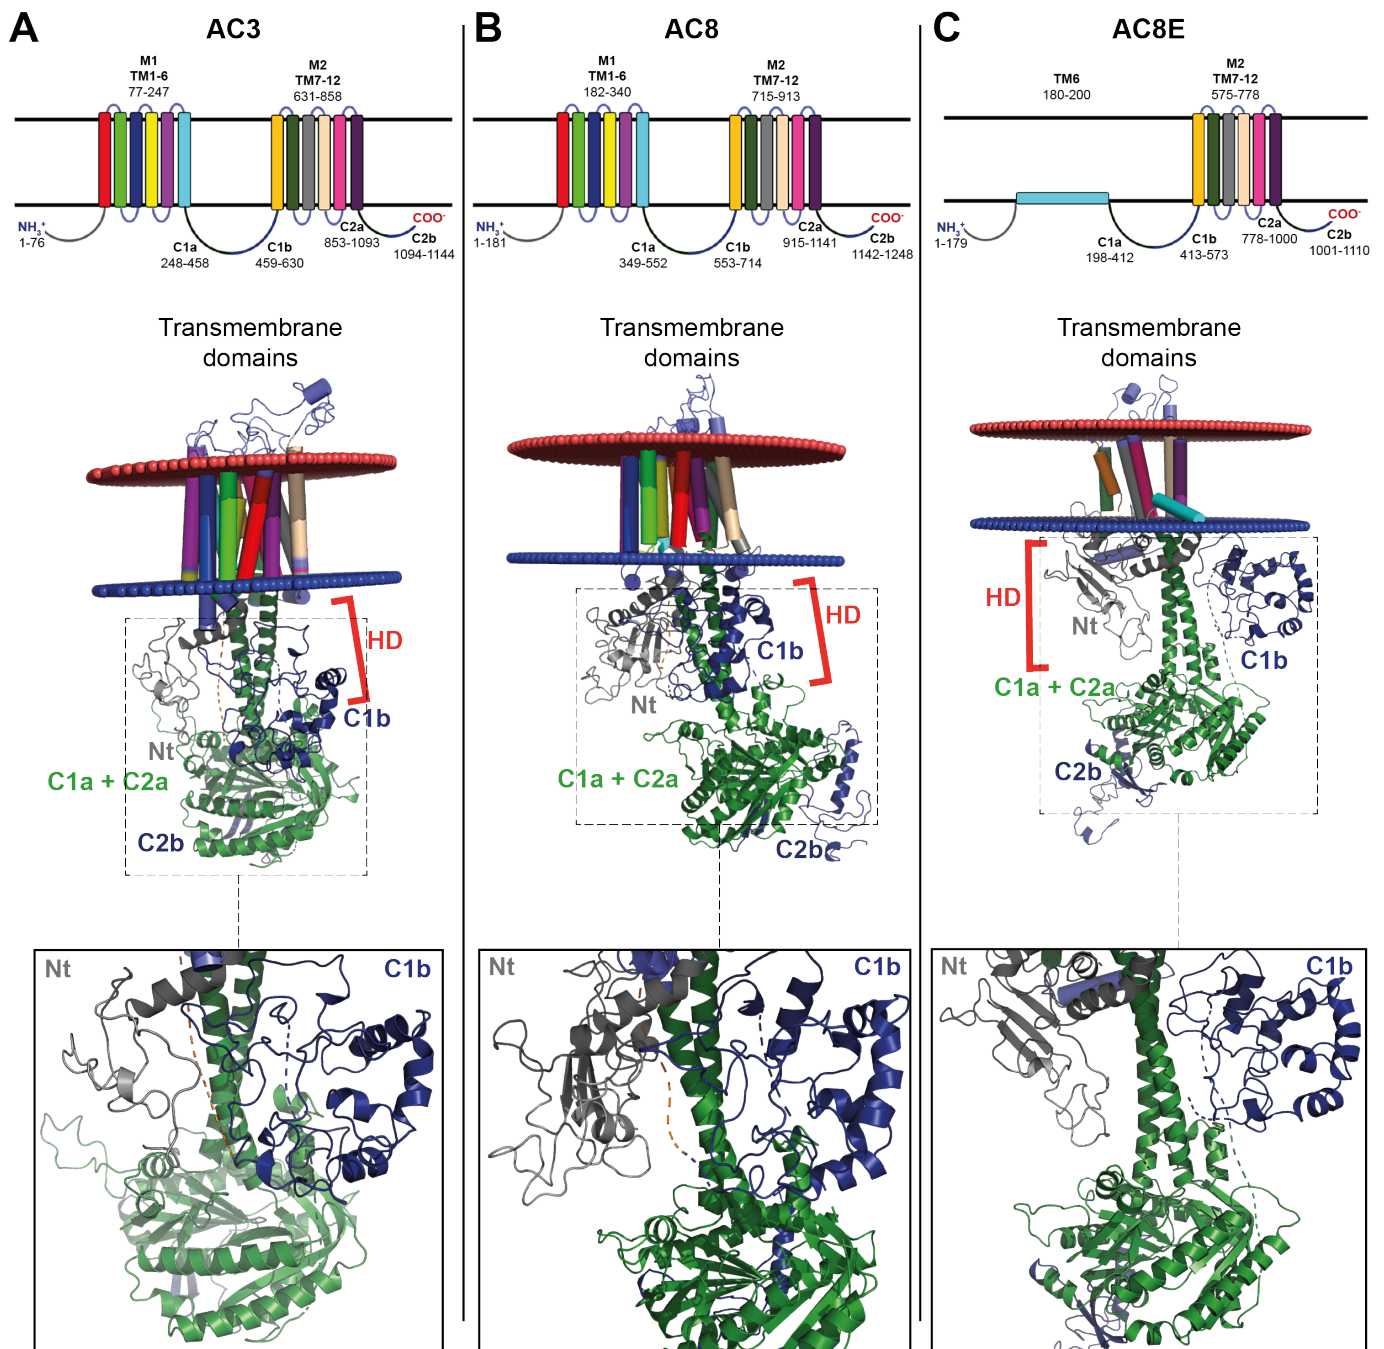 A
AC3
M1
TM1-6
77-247
M2
TM7-12
631-858
NH3+
1-76
C1a
248-458
C1b
459-630
C2a
853-1093
COO-
C2b
1094-1144
Transmembrane
domains
HD
C1b
Nt
C1a + C2a
C2b
Nt
C1b
B
AC8
M1
TM1-6
182-340
M2
TM7-12
715-913
NH3+
1-181
C1a
349-552
C1b
553-714
C2a
915-1141
COO-
C2b
1142-1248
Transmembrane
domains
HD
C1b
Nt
C1a + C2a
C2b
Nt
C1b
C
AC8E
TM6
180-200
M2
TM7-12
575-778
NH3+
1-179
C1a
198-412
C1b
413-573
C2a
778-1000
COO-
C2b
1001-1110
Transmembrane
domains
HD
Nt
C1b
C1a + C2a
C2b
Nt
C1b